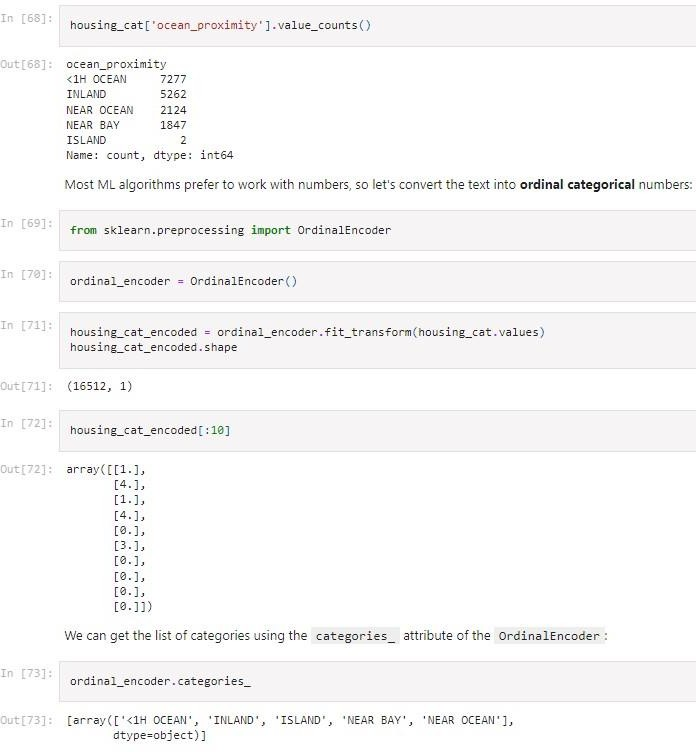 In [68]: housing_cat['ocean_proximity'].value_counts()
Out[68]: ocean_proximity
<1H OCEAN     7277
INLAND        5262
NEAR OCEAN    2124
NEAR BAY      1847
ISLAND           2
Name: count, dtype: int64
Most ML algorithms prefer to work with numbers, so let's convert the text into ordinal categorical numbers:
In [69]: from sklearn.preprocessing import OrdinalEncoder
In [70]: ordinal_encoder = OrdinalEncoder()
In [71]: housing_cat_encoded = ordinal_encoder.fit_transform(housing_cat.values)
housing_cat_encoded.shape
Out[71]: (16512, 1)
In [72]: housing_cat_encoded[:10]
Out[72]: array([[1.],
[4.],
[1.],
[4.],
[0.],
[3.],
[0.],
[0.],
[0.],
[0.]])
We can get the list of categories using the categories_ attribute of the OrdinalEncoder:
In [73]: ordinal_encoder.categories_
Out[73]: [array(['<1H OCEAN', 'INLAND', 'ISLAND', 'NEAR BAY', 'NEAR OCEAN'],
dtype=object)]